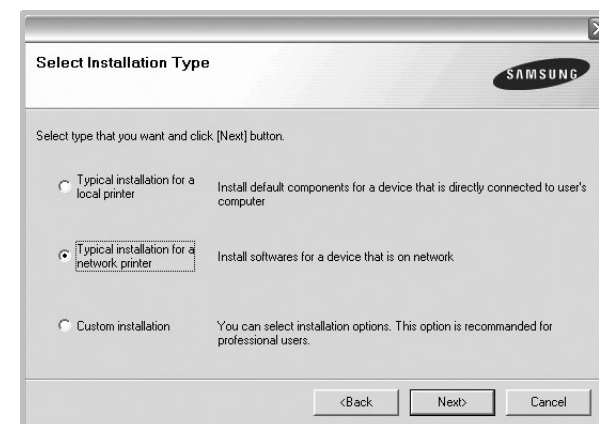 Select Installation Type
SAMSUNG
Select type that you want and click [Next] button.
Typical installation for a
local printer
Install default components for a device that is directly connected to user's
computer
Typical installation for a
network printer
Install softwares for a device that is on network
Custom installation
You can select installation options. This option is recommanded for
professional users.
<Back
Next>
Cancel